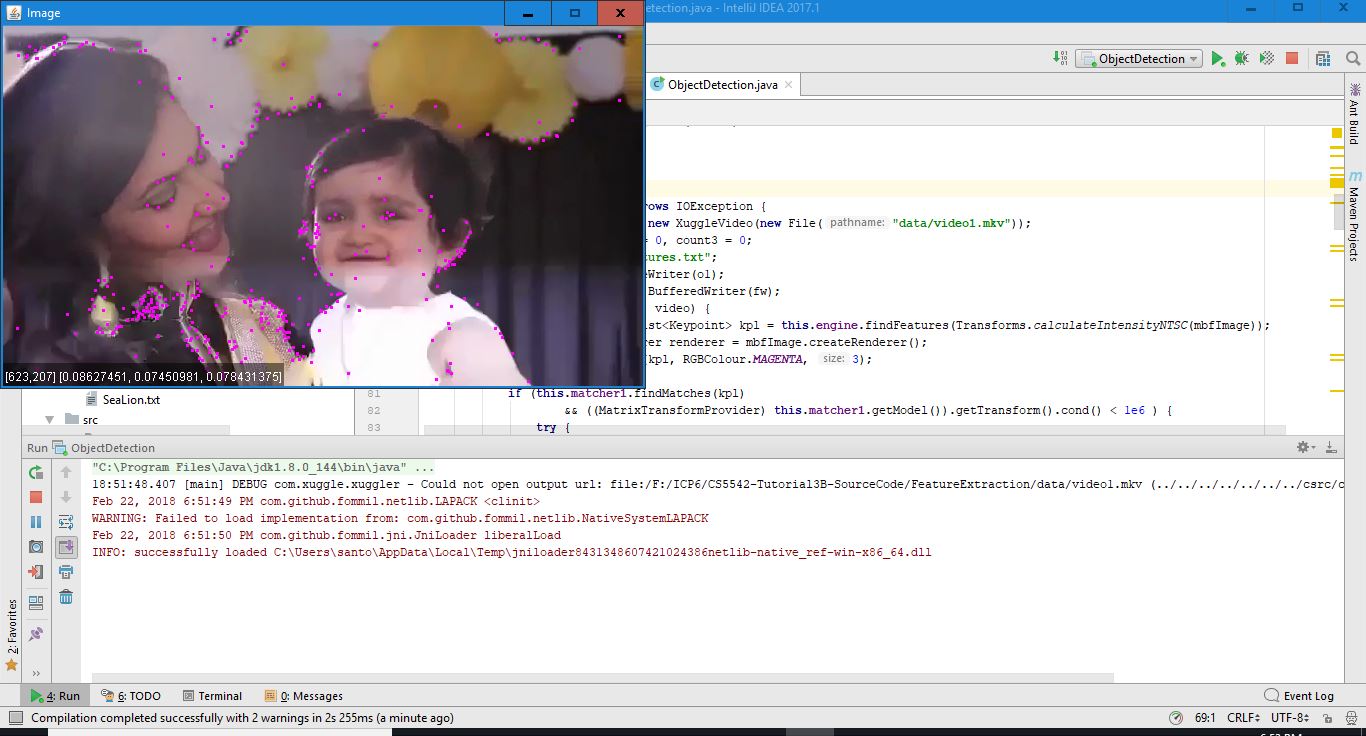 Image
etection.java - IntelliJ IDEA 2017.1
ObjectDetection
ObjectDetection.java
rows IOException {
new XuggleVideo(new File( pathname: "data/video1.mkv"));
= 0, count3 = 0;
tures.txt";
eWriter(ol);
BufferedWriter(fw);
video) {
ist<Keypoint> kpl = this.engine.findFeatures(Transforms.calculateIntensityNTSC(mbfImage));
rer renderer = mbfImage.createRenderer();
(kpl, RGBColour.MAGENTA, size: 3);
[623,207] [0.08627451, 0.07450981, 0.078431375]
81 if (this.matcher1.findMatches(kpl)
82 && ((MatrixTransformProvider) this.matcher1.getModel()).getTransform().cond() < 1e6 ) {
83 try {
SeaLion.txt
src
Ant Build
m Maven Projects
Run ObjectDetection
"C:\Program Files\Java\jdk1.8.0_144\bin\java" ...
18:51:48.407 [main] DEBUG com.xuggle.xuggler - Could not open output url: file:/F:/ICP6/CS5542-Tutorial3B-SourceCode/FeatureExtraction/data/video1.mkv (../../../../../../../csrc/c
Feb 22, 2018 6:51:49 PM com.github.fommil.netlib.LAPACK <clinit>
WARNING: Failed to load implementation from: com.github.fommil.netlib.NativeSystemLAPACK
Feb 22, 2018 6:51:50 PM com.github.fommil.jni.JniLoader liberalLoad
INFO: successfully loaded C:\Users\santo\AppData\Local\Temp\jniloader8431348607421024386netlib-native_ref-win-x86_64.dll
2: Favorites
4: Run 6: TODO Terminal 0: Messages Event Log
Compilation completed successfully with 2 warnings in 2s 255ms (a minute ago) 69:1 CRLF UTF-8